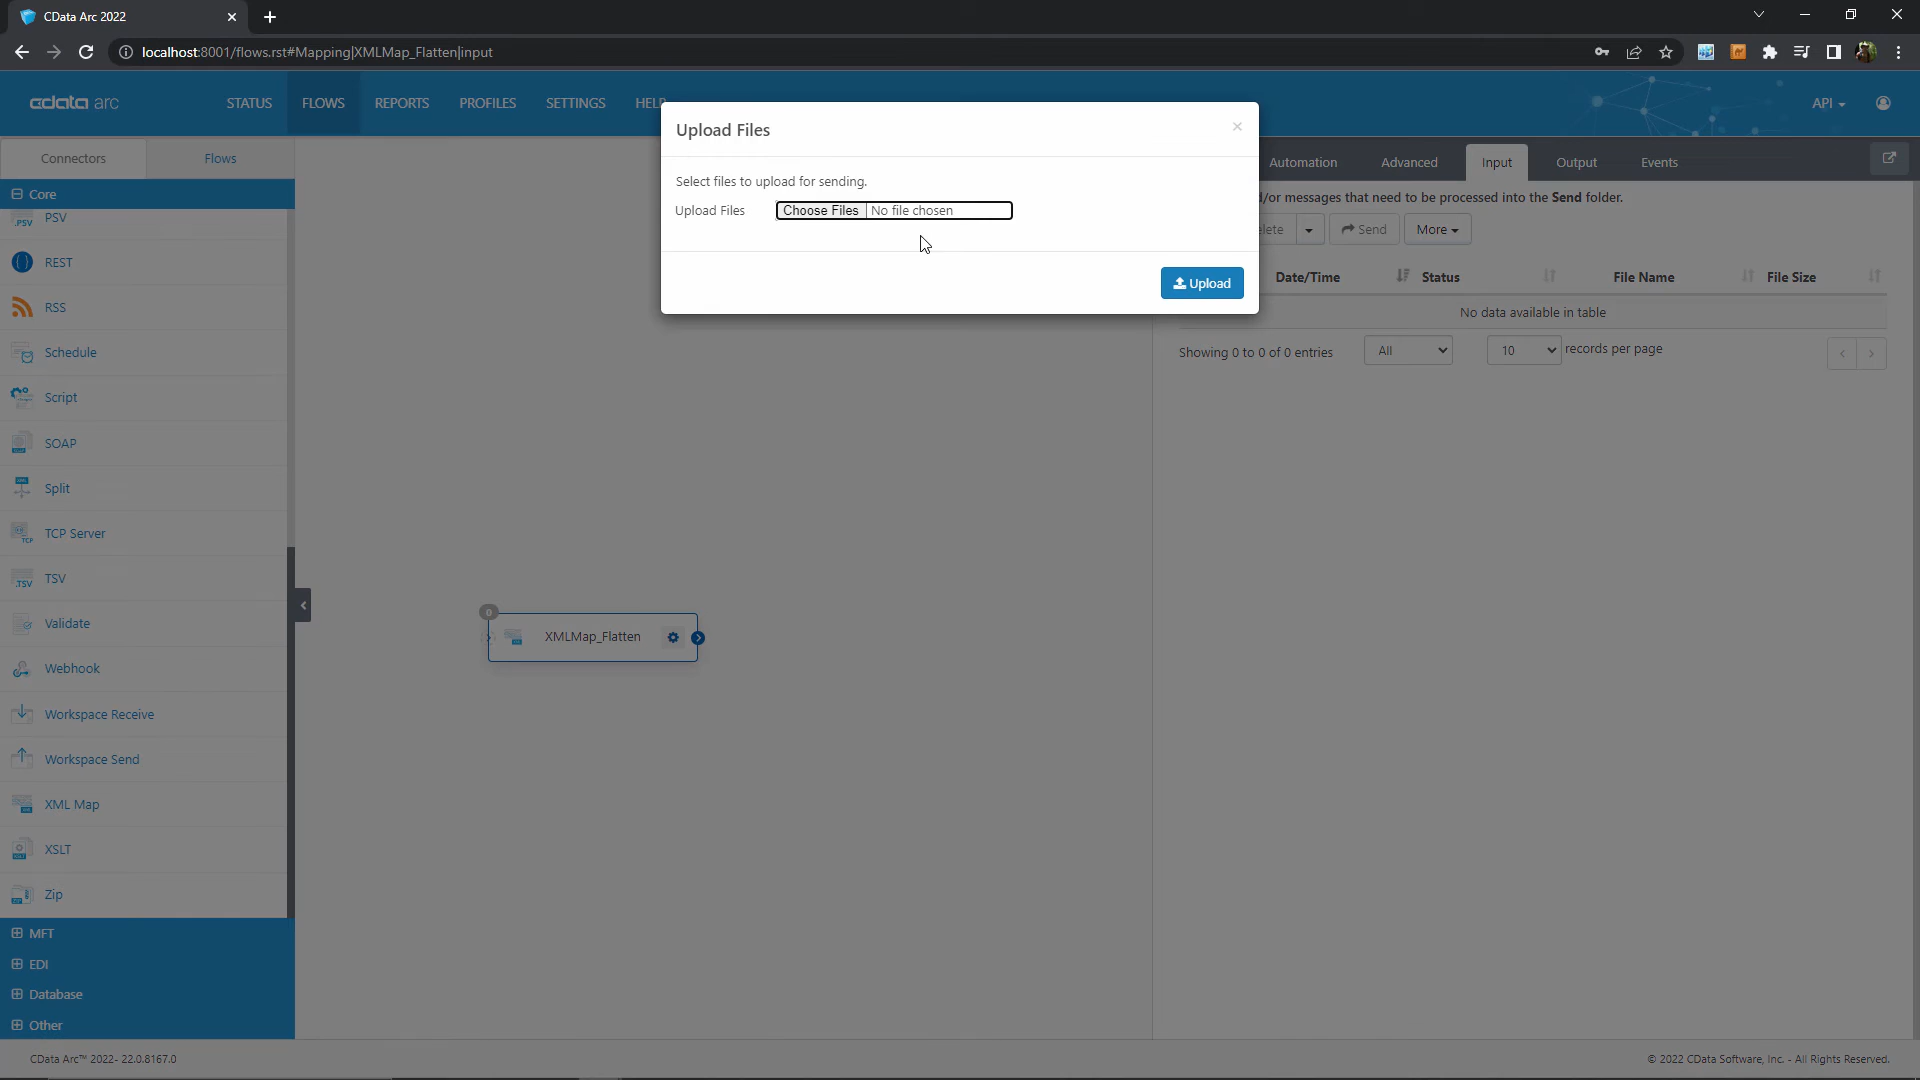 CData Arc 2022
localhost:8001/flows.rst#Mapping|XMLMap_Flatten|input
cdata arc
STATUS
FLOWS
REPORTS
PROFILES
SETTINGS
HELP
API
Connectors
Flows
Core
PSV
REST
RSS
Schedule
Script
SOAP
Split
TCP Server
TSV
Validate
Webhook
Workspace Receive
Workspace Send
XML Map
XSLT
Zip
MFT
EDI
Database
Other
0
XMLMap_Flatten
Upload Files
×
Select files to upload for sending.
Upload Files
Choose Files
No file chosen
Upload
Automation
Advanced
Input
Output
Events
/or messages that need to be processed into the Send folder.
elete
Send
More
Date/Time
Status
File Name
File Size
No data available in table
Showing 0 to 0 of 0 entries
All
10
records per page
CData Arc™ 2022- 22.0.8167.0
© 2022 CData Software, Inc. - All Rights Reserved.